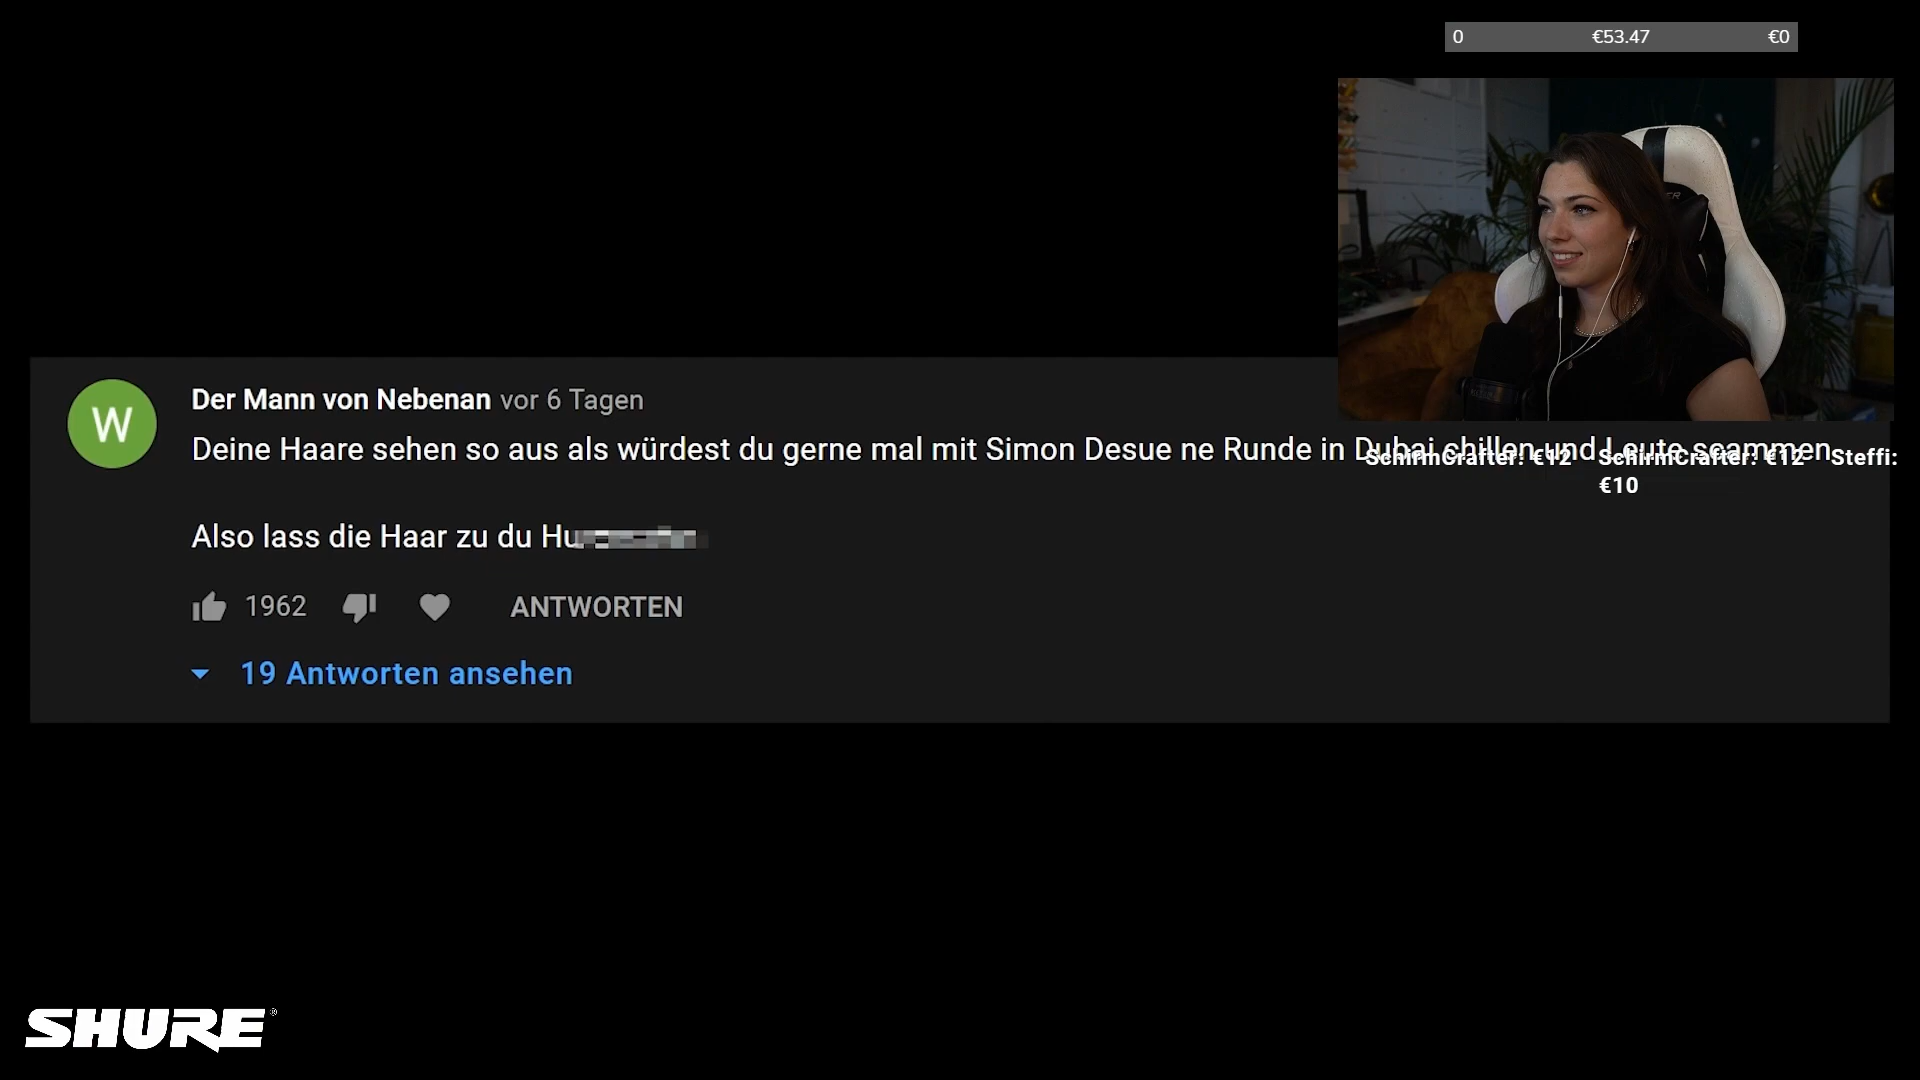 0 €53.47 €0
Der Mann von Nebenan vor 6 Tagen
Deine Haare sehen so aus als würdest du gerne mal mit Simon Desue ne Runde in Dubai chillen und Leute scammen
SchirmCrafter: €12 SchirmCrafter: €12 Steffi:
€10
Also lass die Haar zu du Hu
1962 ANTWORTEN
19 Antworten ansehen
SHURE®